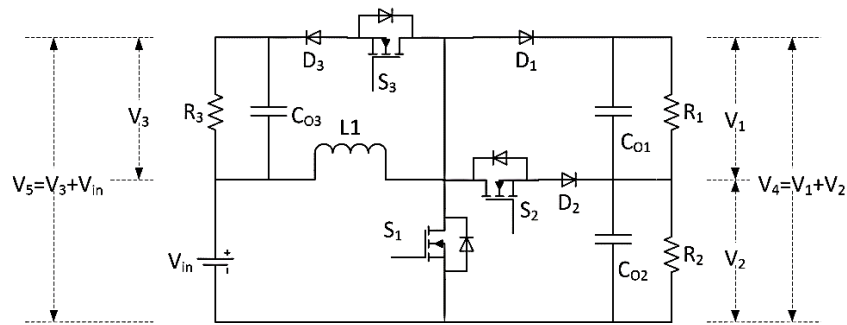 D3
S3
D1
V3
R3
CO3
L1
CO1
R1
V1
V5=V3+Vin
S2
D2
V4=V1+V2
S1
Vin
+
-
CO2
R2
V2